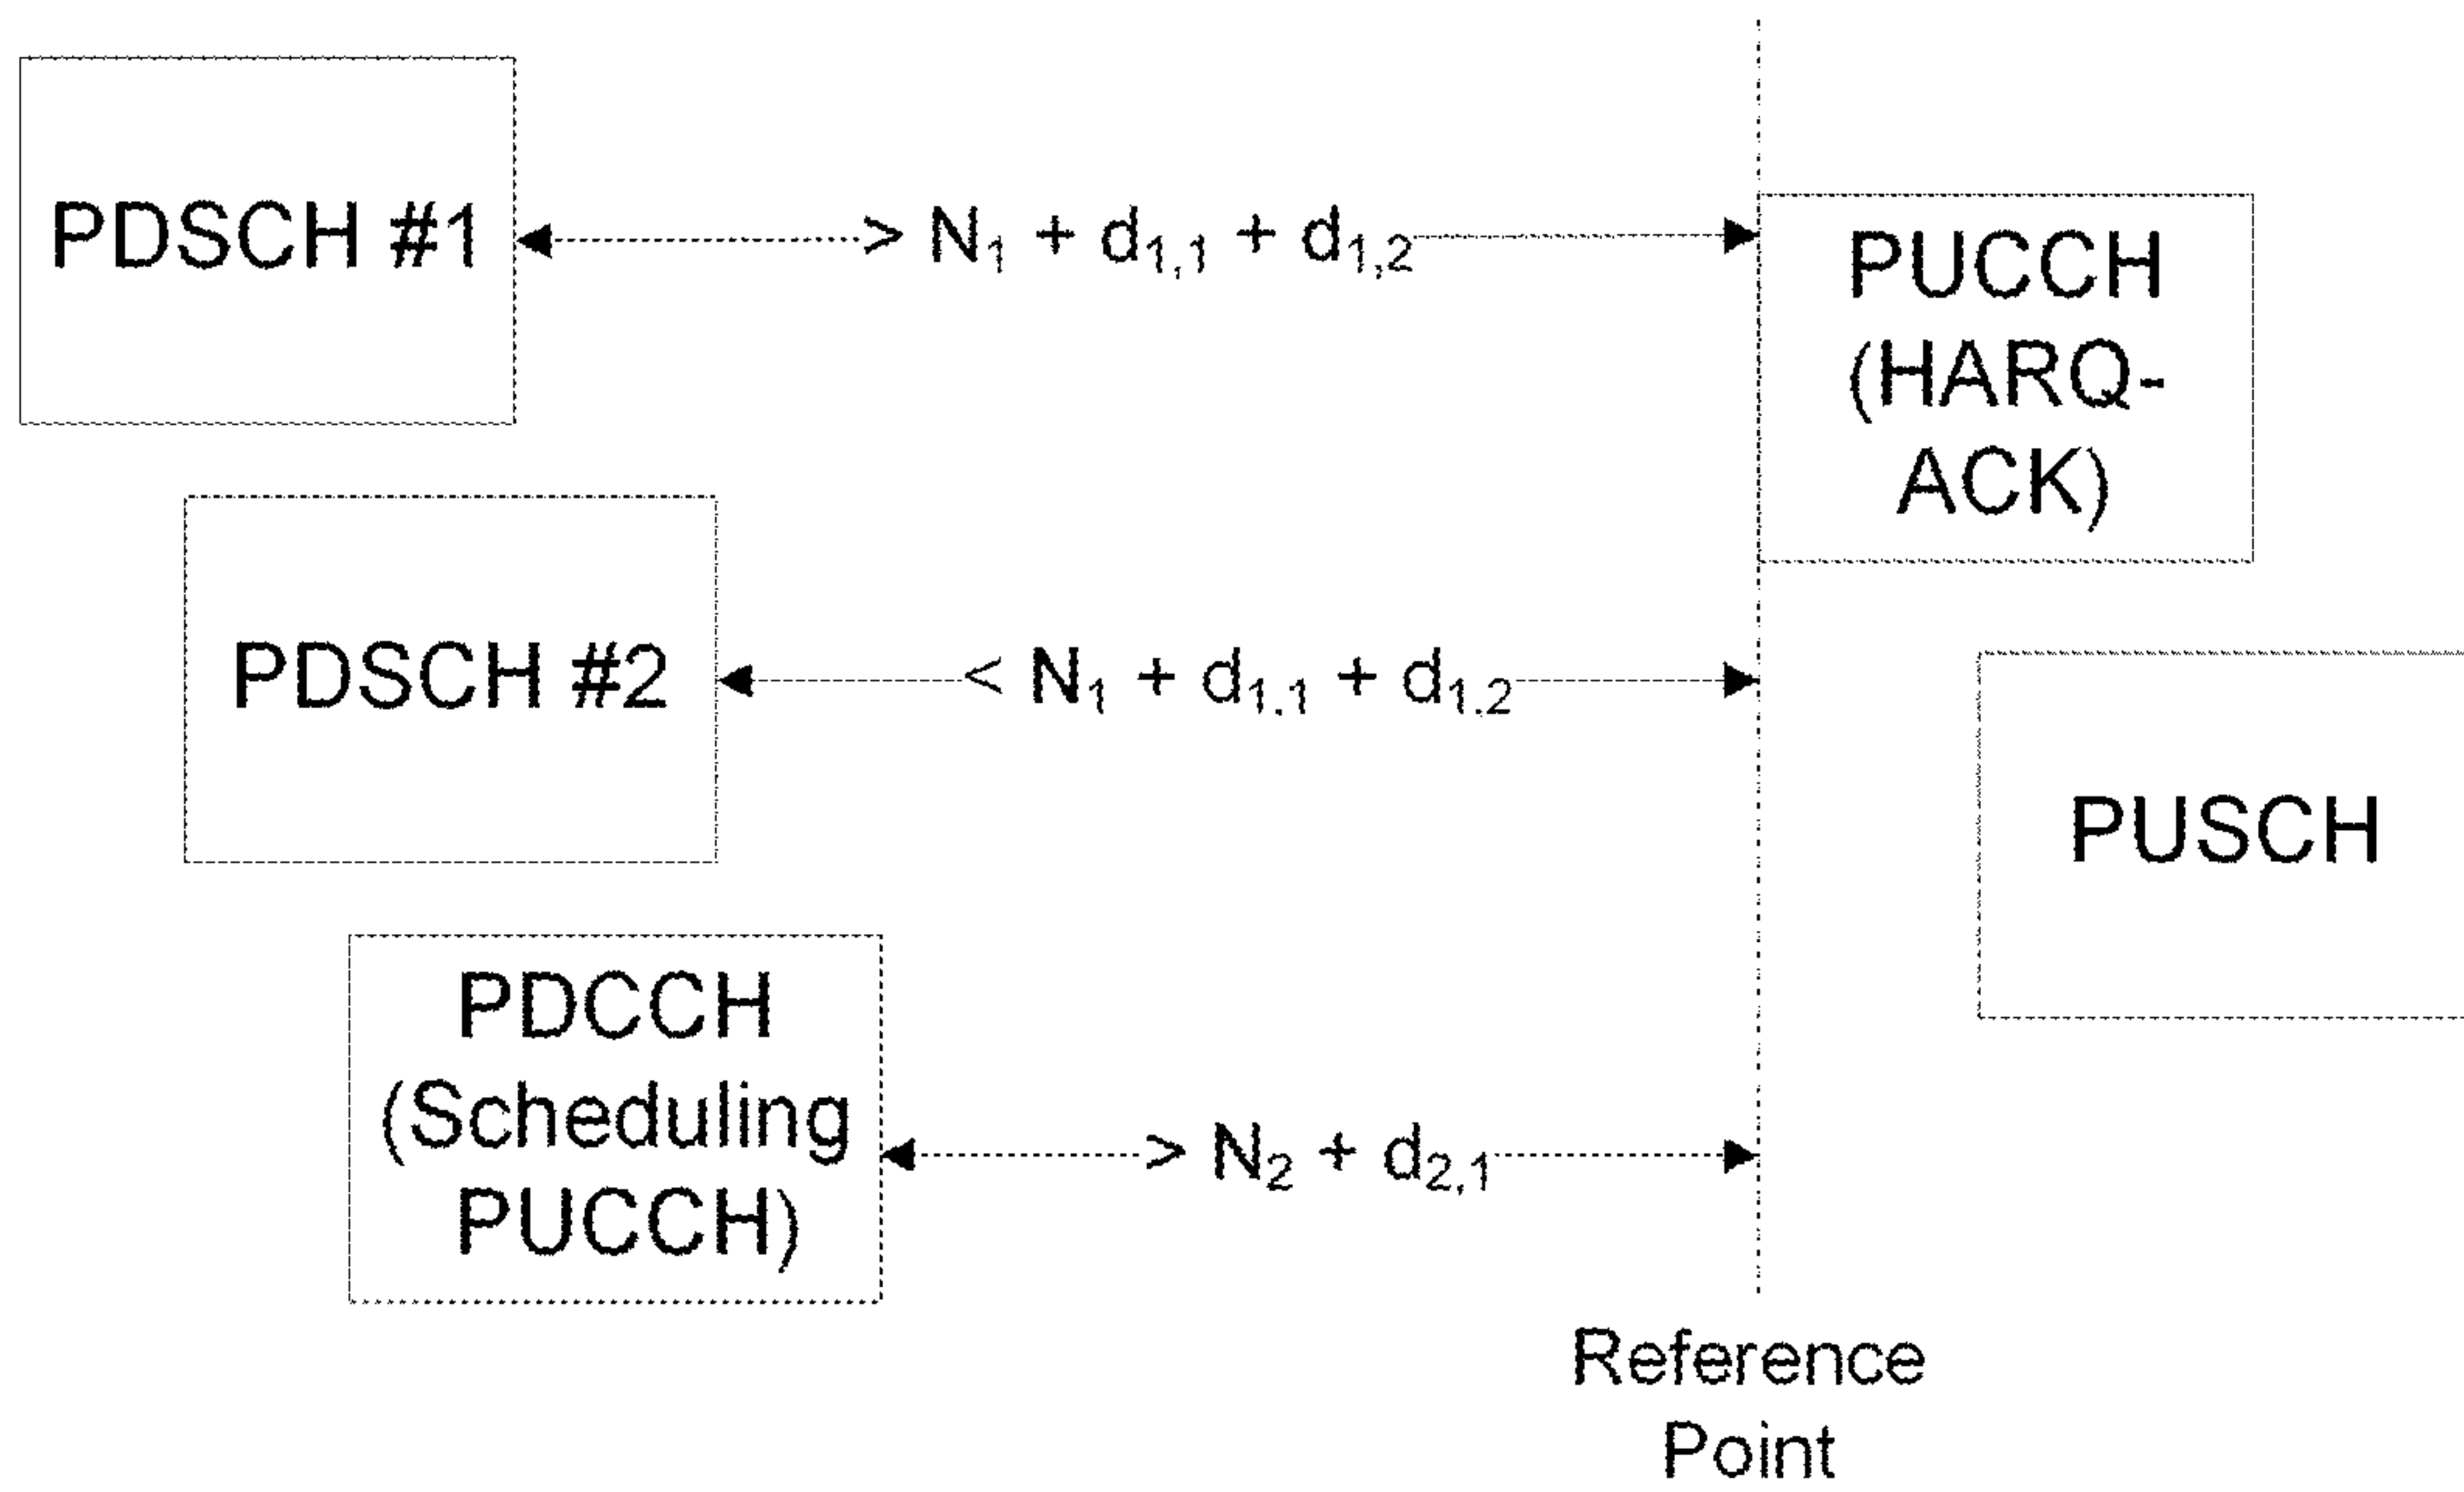 PDSCH #1
> N₁ + d₁,₁ + d₁,₂
PUCCH
(HARQ-
ACK)
PDSCH #2
< N₁ + d₁.₁ + d₁.₂
PUSCH
PDCCH
(Scheduling
PUCCH)
> N₂ + d₂,₁
Reference
Point